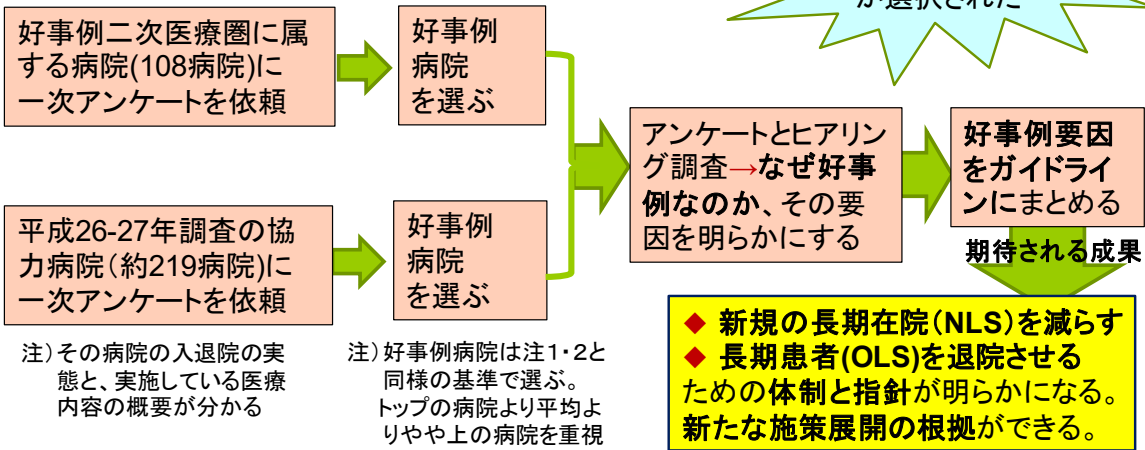 が選択された
好事例二次医療圏に属
する病院(108病院)に
一次アンケートを依頼
好事例
病院
を選ぶ
アンケートとヒアリン
グ調査→なぜ好事
例なのか、その要
因を明らかにする
好事例要因
をガイドライ
ンにまとめる
平成26-27年調査の協
力病院(約219病院)に
一次アンケートを依頼
好事例
病院
を選ぶ
期待される成果
注)その病院の入退院の実
態と、実施している医療
内容の概要が分かる
注)好事例病院は注1・2と
同様の基準で選ぶ。
トップの病院より平均よ
りやや上の病院を重視
◆ 新規の長期在院(NLS)を減らす
◆ 長期患者(OLS)を退院させる
ための体制と指針が明らかになる。
新たな施策展開の根拠ができる。